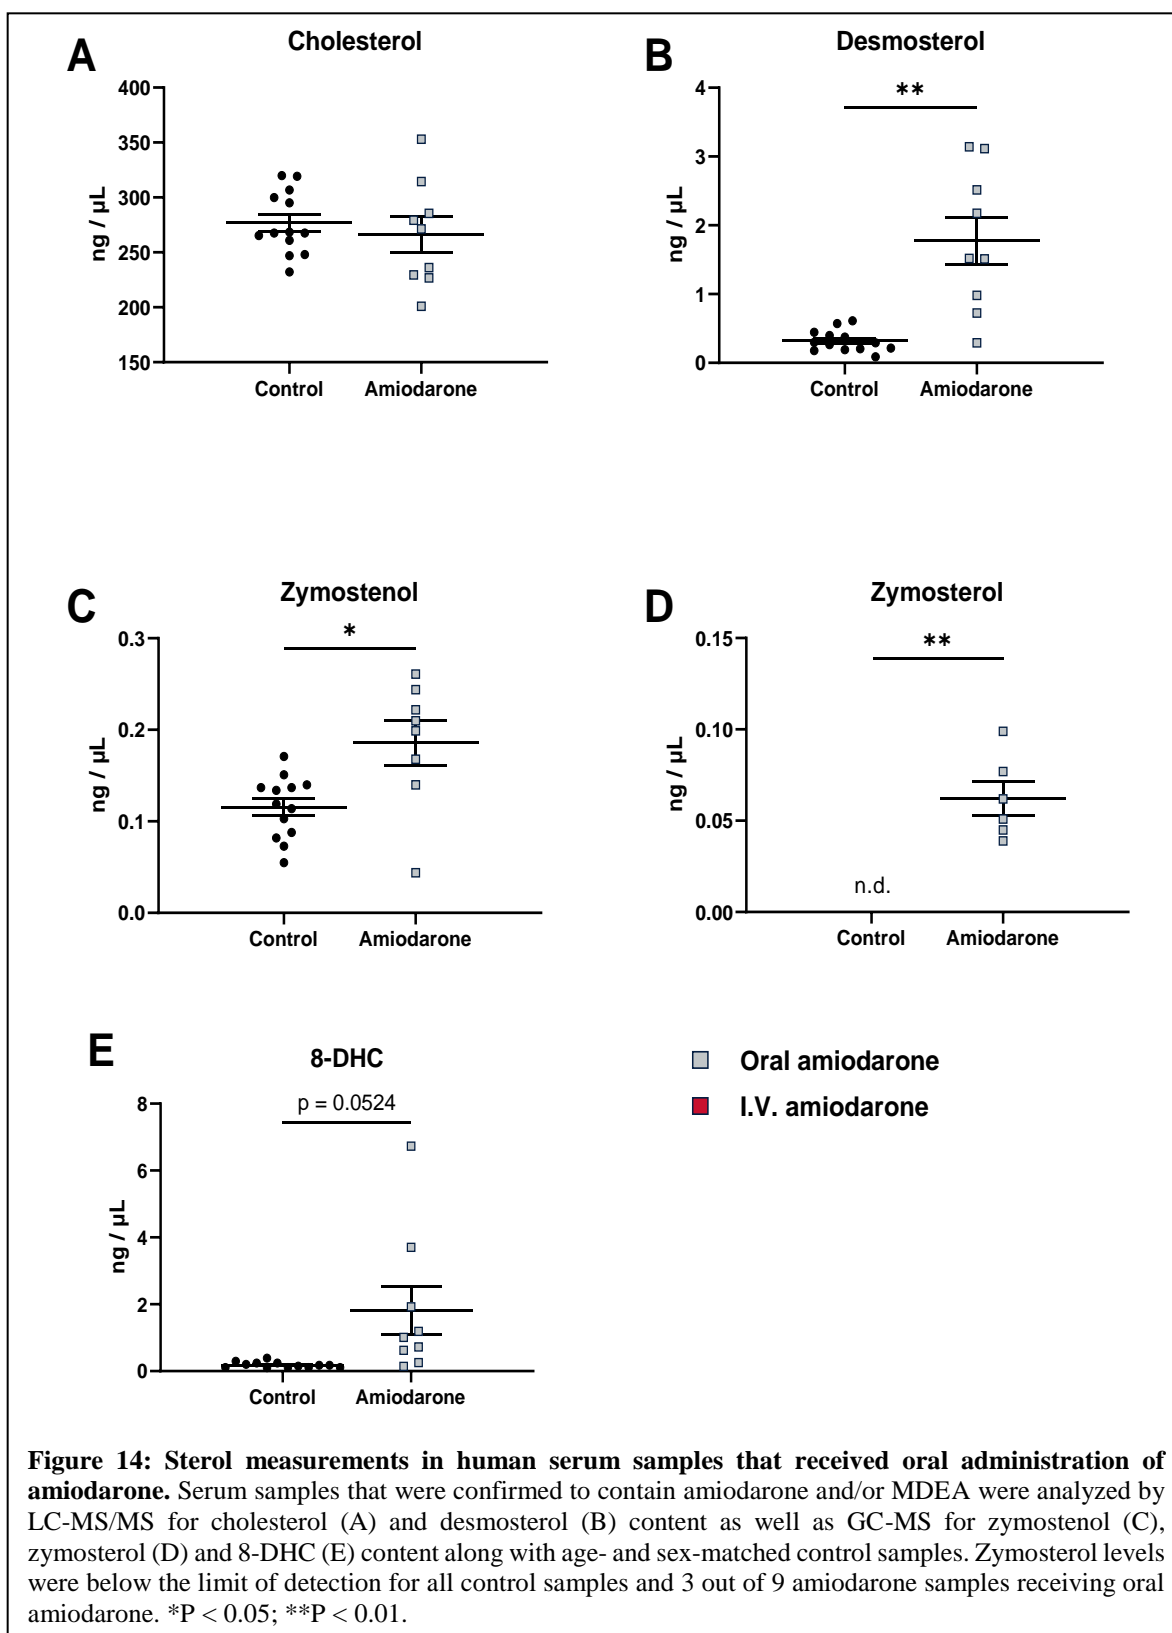 A
Cholesterol
400
350
300
250
200
150
ng / µL
Control
Amiodarone
B
Desmosterol
**
4
3
2
1
0
ng / µL
Control
Amiodarone
C
Zymostenol
*
0.3
0.2
0.1
0.0
ng / µL
Control
Amiodarone
D
Zymosterol
**
0.15
0.10
0.05
0.00
ng / µL
n.d.
Control
Amiodarone
E
8-DHC
p = 0.0524
8
6
4
2
0
ng / µL
Control
Amiodarone
Oral amiodarone
I.V. amiodarone
Figure 14: Sterol measurements in human serum samples that received oral administration of
amiodarone. Serum samples that were confirmed to contain amiodarone and/or MDEA were analyzed by
LC-MS/MS for cholesterol (A) and desmosterol (B) content as well as GC-MS for zymostenol (C),
zymosterol (D) and 8-DHC (E) content along with age- and sex-matched control samples. Zymosterol levels
were below the limit of detection for all control samples and 3 out of 9 amiodarone samples receiving oral
amiodarone. *P < 0.05; **P < 0.01.